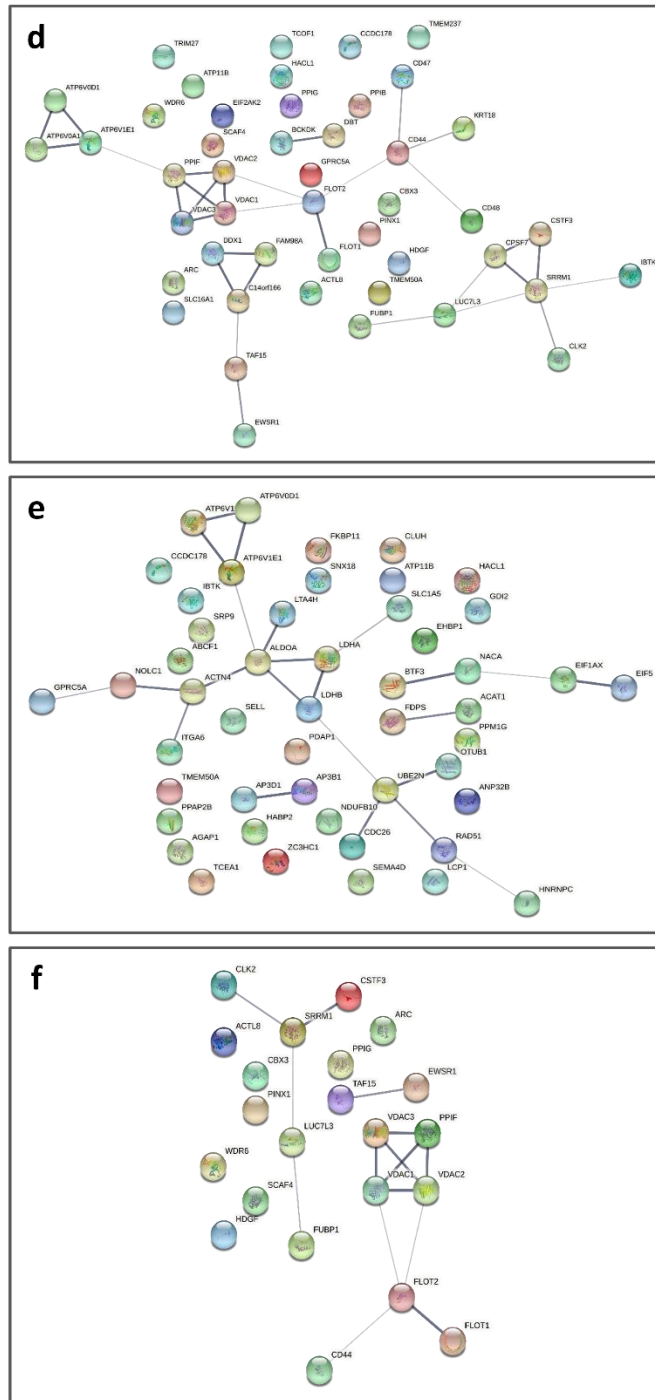 d
TMEM237
TCOF1
CCDC178
TRIM27
CD47
HACL1
ATP11B
ATP6V0D1
PPIG
PPIB
WDR6
EIF2AK2
KRT18
ATP6V1E1
DBT
BCKDK
ATP6V0A1
SCAF4
CD44
VDAC2
PPIF
GPRC5A
FLOT2
CBX3
VDAC1
CD48
VDAC3
CSTF3
PINX1
CPSF7
DDX1
FAM98A
FLOT1
HDGF
IBTK
SRRM1
ARC
ACTL8
C14orf166
TMEM50A
SLC16A1
LUC7L3
FUBP1
CLK2
TAF15
EWSR1
e
ATP6V0D1
ATP6V1
FKBP11
CLUH
CCDC178
ATP6V1E1
SNX18
ATP11B
HACL1
IBTK
LTA4H
SLC1A5
GDI2
SRP9
EHBP1
ALDOA
LDHA
ABCF1
NACA
NOLC1
BTF3
EIF1AX
EIF5
GPRC5A
ACTN4
LDHB
ACAT1
SELL
FDPS
ITGA6
PPM1G
PDAP1
OTUB1
TMEM50A
UBE2N
AP3D1
AP3B1
ANP32B
PPAP2B
HABP2
NDUFB10
CDC26
RAD51
AGAP1
ZC3HC1
TCEA1
SEMA4D
LCP1
HNRNPC
f
CLK2
CSTF3
SRRM1
ARC
ACTL8
PPIG
CBX3
EWSR1
TAF15
PINX1
VDAC3
PPIF
LUC7L3
WDR6
VDAC1
VDAC2
SCAF4
HDGF
FUBP1
FLOT2
FLOT1
CD44